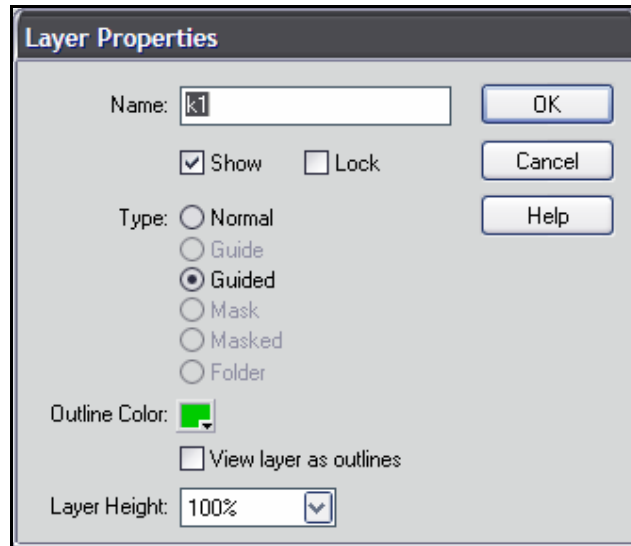 Layer Properties
Name: k1 OK
Show Lock Cancel
Type: Normal Help
Guide
Guided
Mask
Masked
Folder
Outline Color:
View layer as outlines
Layer Height: 100%